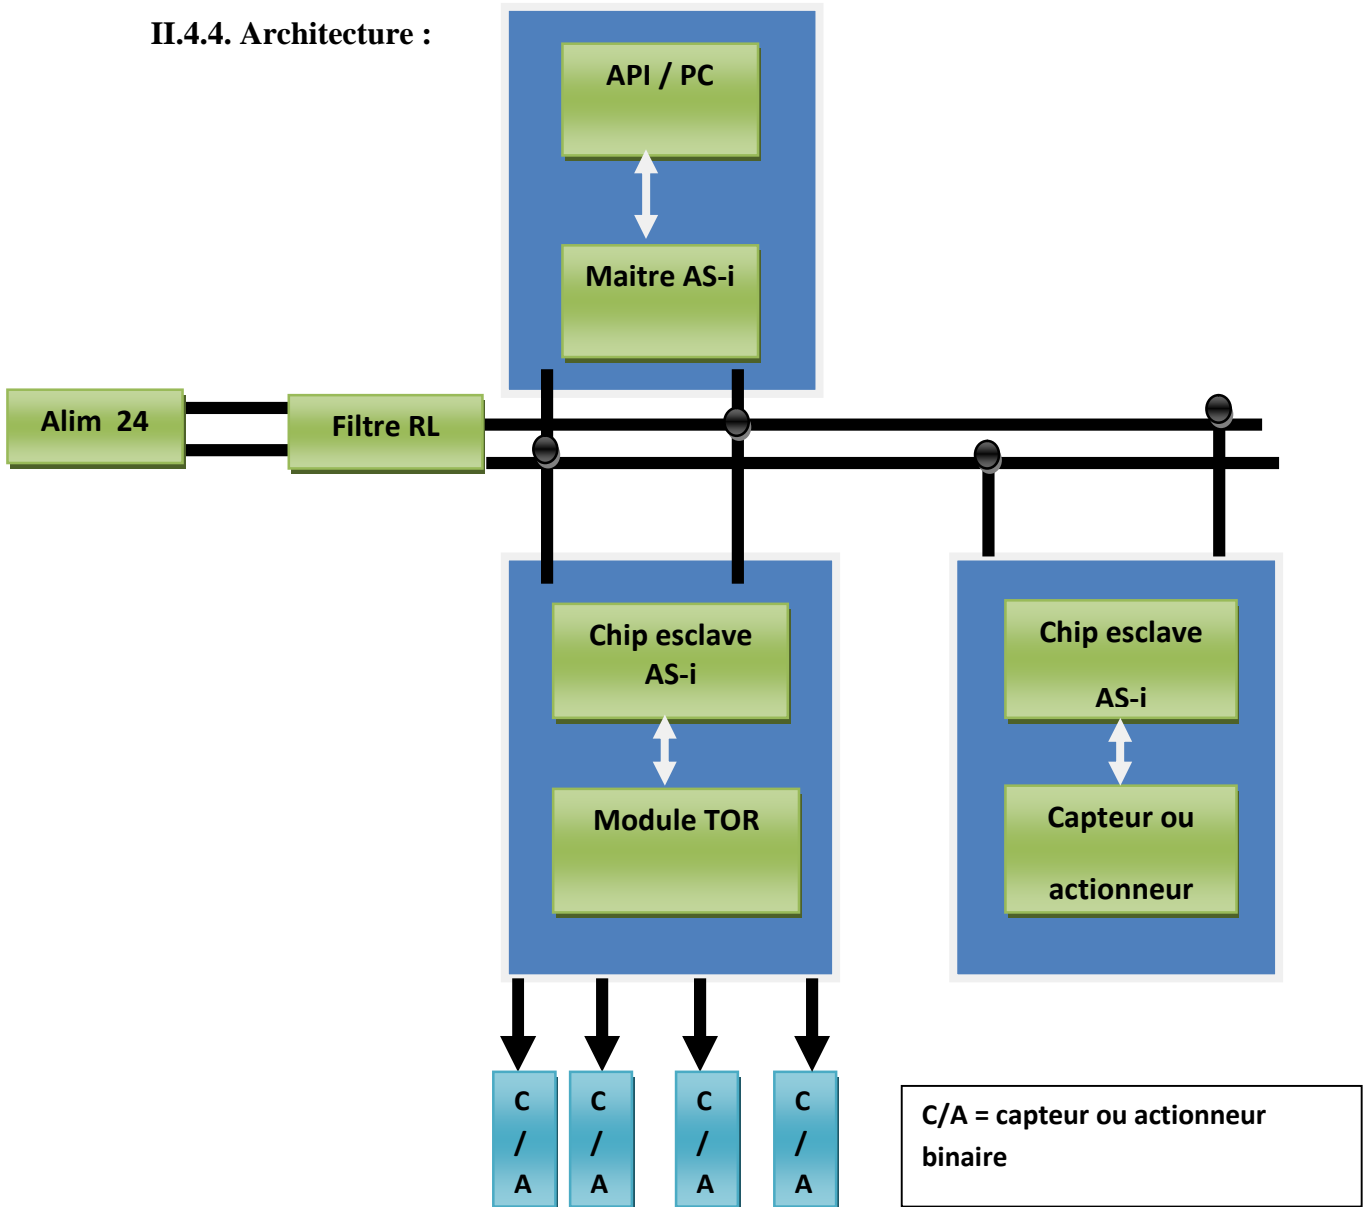 II.4.4. Architecture :
API / PC
Maitre AS-i
Alim  24
Filtre RL
Chip esclave
AS-i
Module TOR
Chip esclave
AS-i
Capteur ou
actionneur
C
/
A
C
/
A
C
/
A
C
/
A
C/A = capteur ou actionneur
binaire